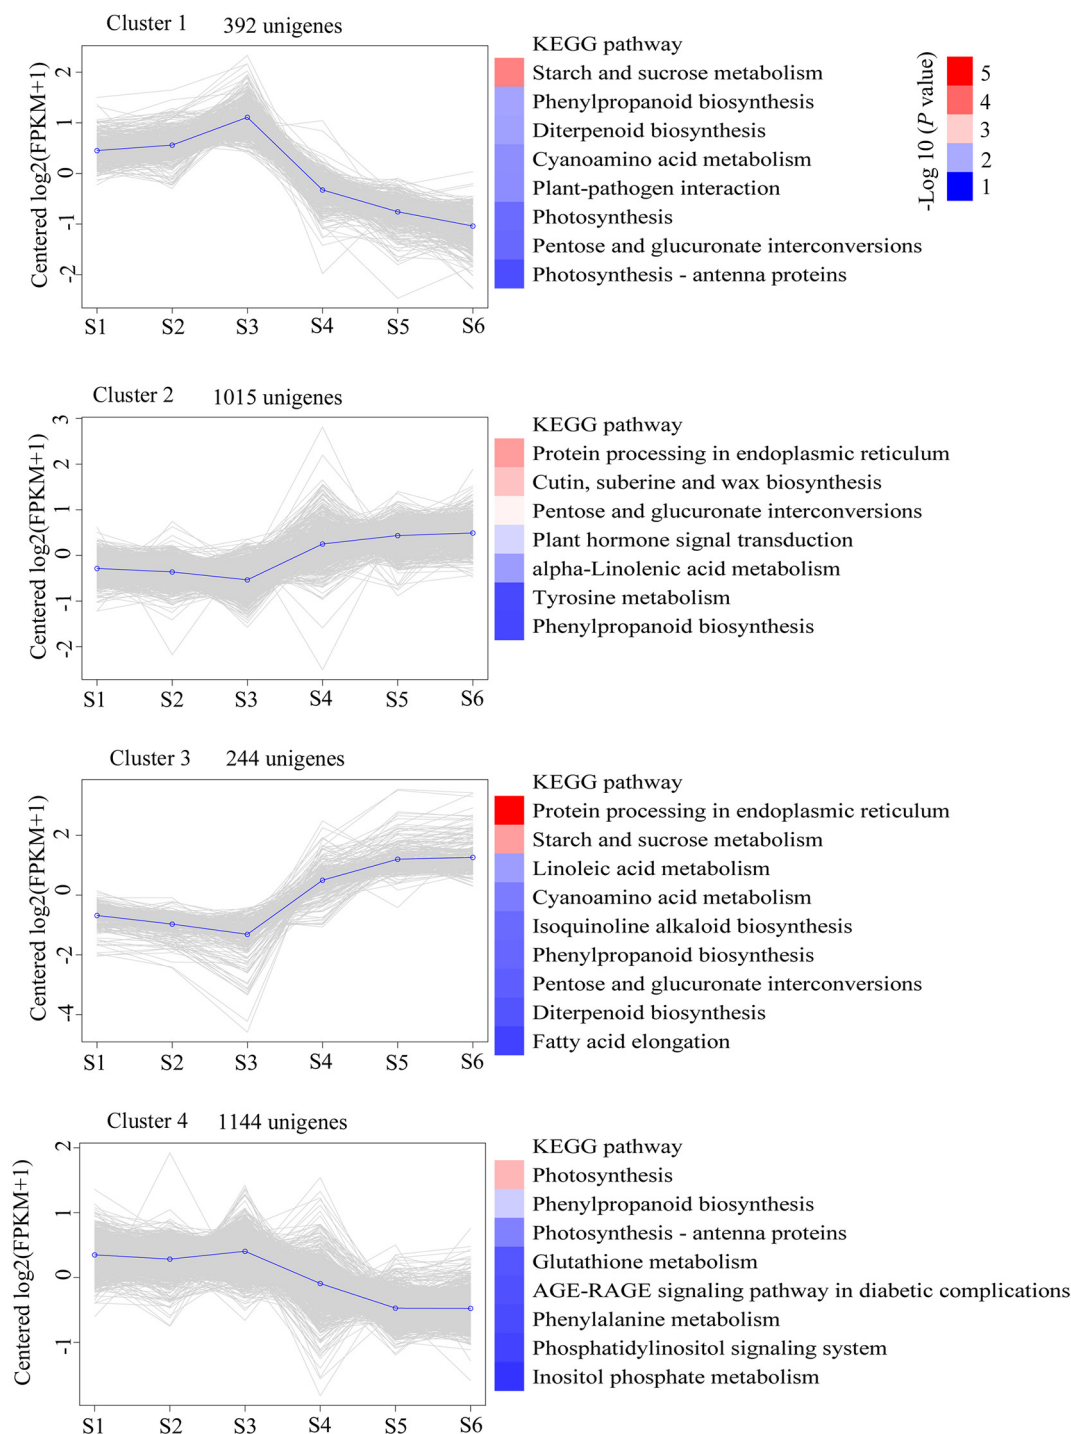 Cluster 1 392 unigenes
Centered log2(FPKM+1)
2
1
0
-1
-2
S1 S2 S3 S4 S5 S6
KEGG pathway
Starch and sucrose metabolism
Phenylpropanoid biosynthesis
Diterpenoid biosynthesis
Cyanoamino acid metabolism
Plant-pathogen interaction
Photosynthesis
Pentose and glucuronate interconversions
Photosynthesis - antenna proteins
-Log 10 (P value)
5
4
3
2
1
Cluster 2 1015 unigenes
Centered log2(FPKM+1)
3
2
1
0
-1
-2
S1 S2 S3 S4 S5 S6
KEGG pathway
Protein processing in endoplasmic reticulum
Cutin, suberine and wax biosynthesis
Pentose and glucuronate interconversions
Plant hormone signal transduction
alpha-Linolenic acid metabolism
Tyrosine metabolism
Phenylpropanoid biosynthesis
Cluster 3 244 unigenes
Centered log2(FPKM+1)
2
0
-2
-4
S1 S2 S3 S4 S5 S6
KEGG pathway
Protein processing in endoplasmic reticulum
Starch and sucrose metabolism
Linoleic acid metabolism
Cyanoamino acid metabolism
Isoquinoline alkaloid biosynthesis
Phenylpropanoid biosynthesis
Pentose and glucuronate interconversions
Diterpenoid biosynthesis
Fatty acid elongation
Cluster 4 1144 unigenes
Centered log2(FPKM+1)
2
1
0
-1
S1 S2 S3 S4 S5 S6
KEGG pathway
Photosynthesis
Phenylpropanoid biosynthesis
Photosynthesis - antenna proteins
Glutathione metabolism
AGE-RAGE signaling pathway in diabetic complications
Phenylalanine metabolism
Phosphatidylinositol signaling system
Inositol phosphate metabolism